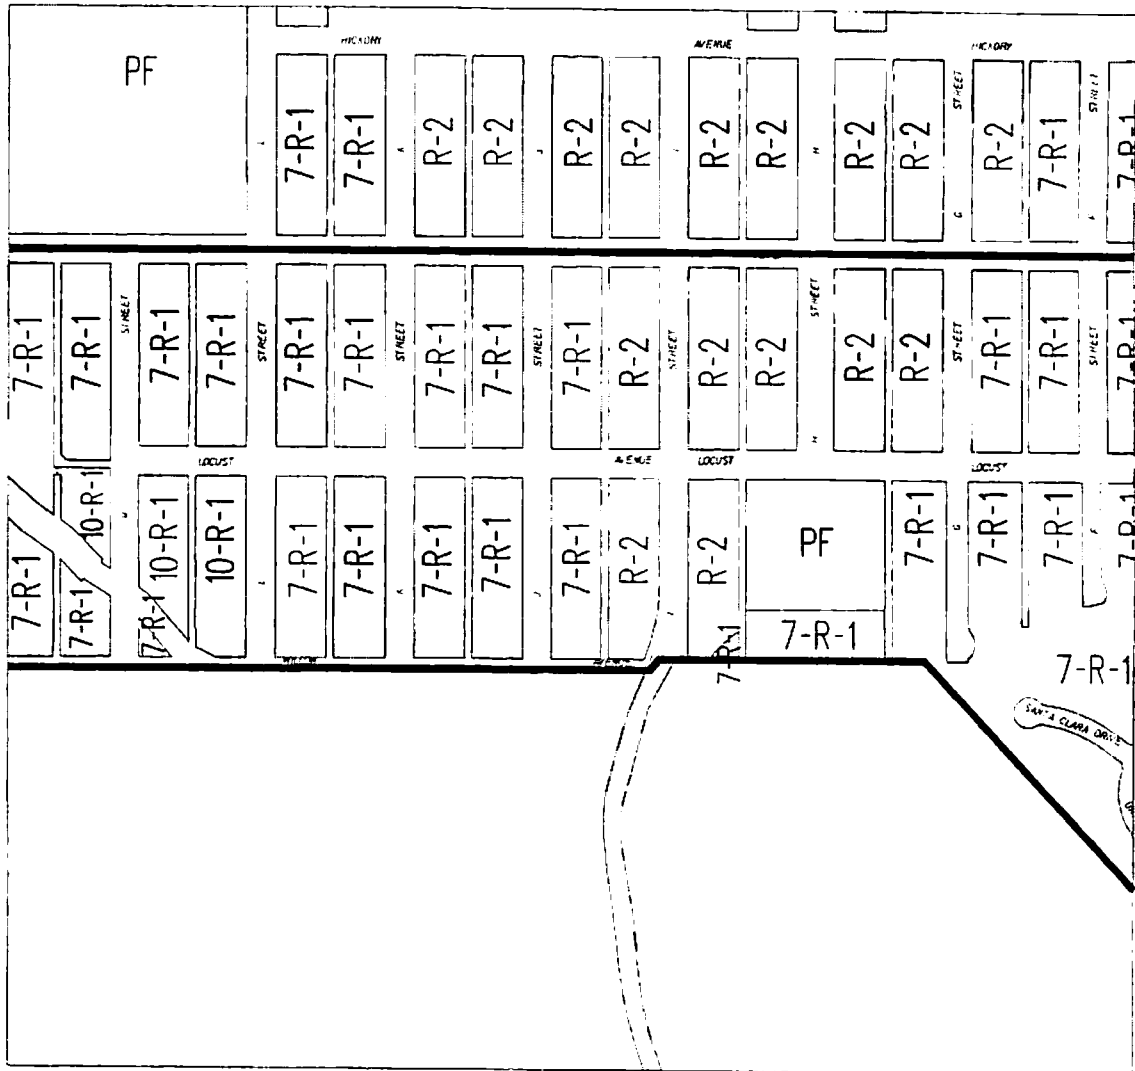 HICKORY AVENUE HICKORY
PF
7-R-1 7-R-1 R-2 R-2 R-2 R-2 R-2 R-2 R-2 R-2 R-2 7-R-1 7-R-1
L K J I H G STREET F STREET
7-R-1 7-R-1 7-R-1 7-R-1 7-R-1 7-R-1 7-R-1 7-R-1 7-R-1 R-2 R-2 R-2 R-2 R-2 7-R-1 7-R-1 7-R-1
STREET STREET STREET STREET STREET H STREET STREET STREET
LOCUST AVENUE LOCUST LOCUST
10-R-1 10-R-1 10-R-1 7-R-1 7-R-1 7-R-1 7-R-1 7-R-1 R-2 R-2 PF 7-R-1 7-R-1 7-R-1 7-R-1
M L K J I G F
7-R-1 7-R-1 7-R-1 7-R-1 7-R-1
AVENUE
7-R-1
SANTA CLARA DRIVE